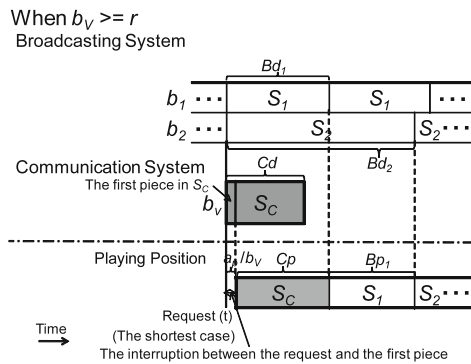 When b_V >= r
Broadcasting System
Bd_1
b_1 ••• S_1 S_1 •••
b_2 ••• S_2 S_2 •••
Bd_2
Communication System
Cd
The first piece in S_C
b_v S_C
Playing Position a_p/b_V Cp Bp_1
S_C S_1 S_2 •••
Request (t)
(The shortest case)
Time
The interruption between the request and the first piece